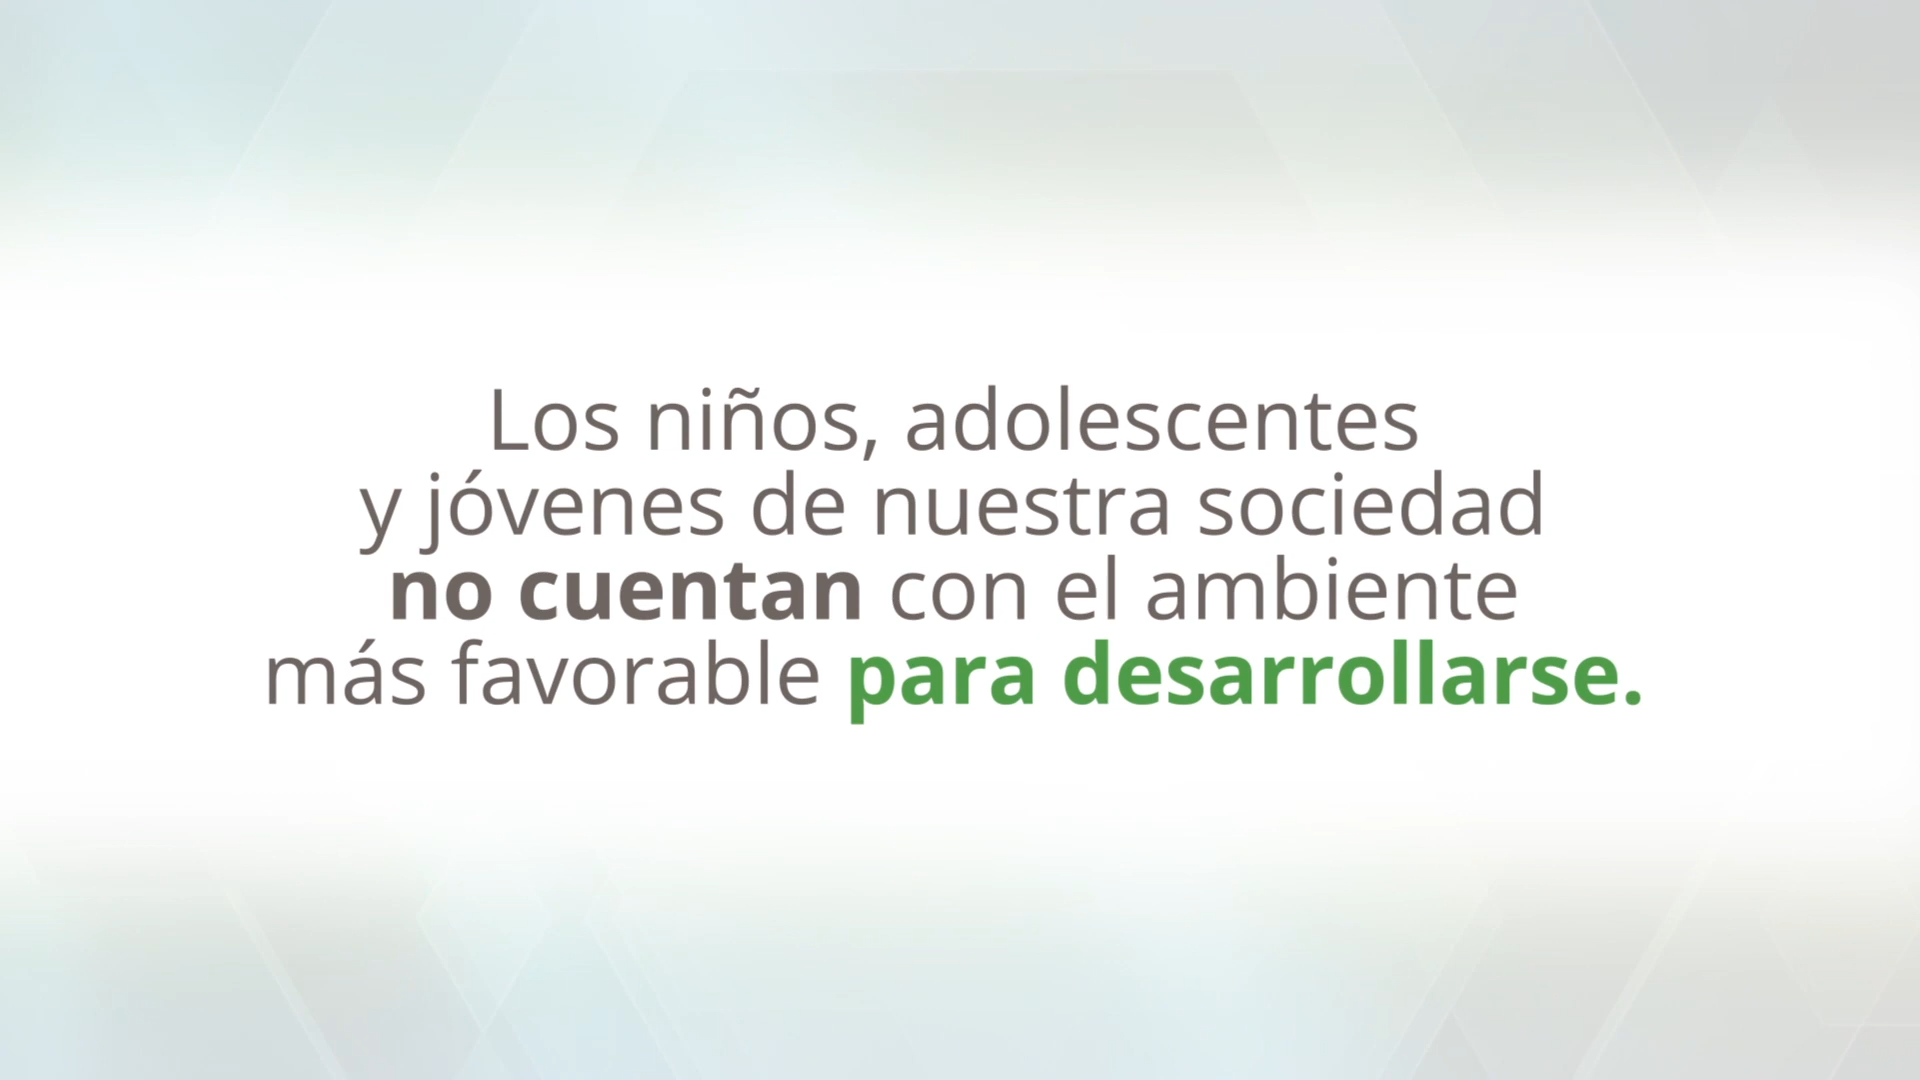 Los niños, adolescentes
y jóvenes de nuestra sociedad
no cuentan con el ambiente
más favorable para desarrollarse.